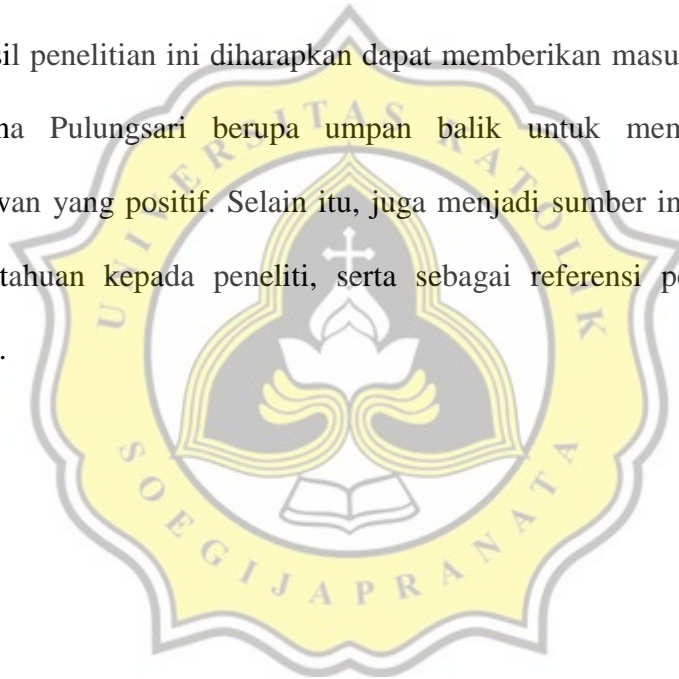 sil penelitian ini diharapkan dapat memberikan masu
na Pulungsari berupa umpan balik untuk men
wan yang positif. Selain itu, juga menjadi sumber in
tahuan kepada peneliti, serta sebagai referensi pe
.
UNIVERSITAS KATOLIK
SOEGIJAPRANATA